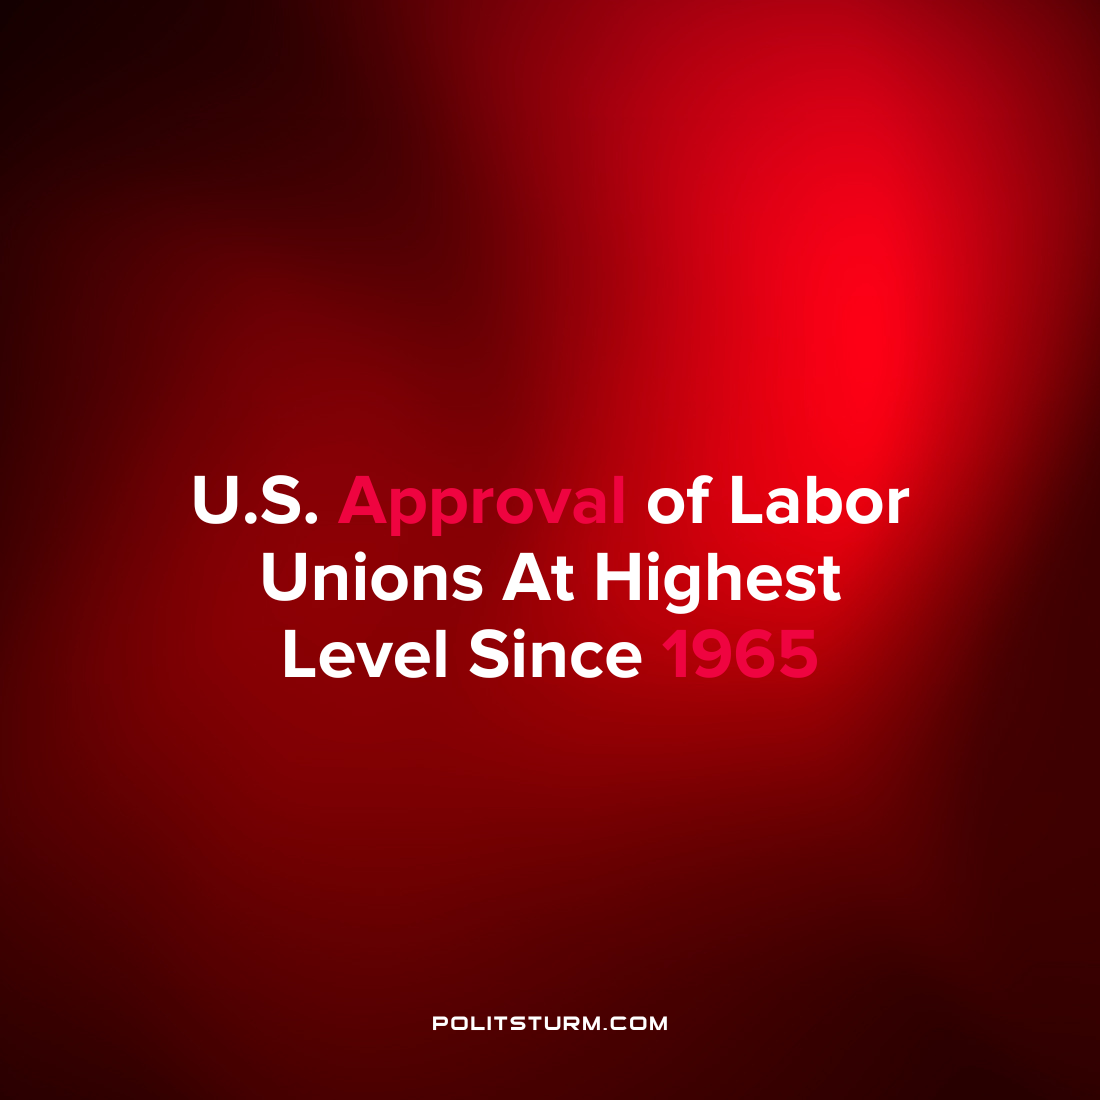 U.S. Approval of Labor
Unions At Highest
Level Since 1965
POLITSTURM.COM